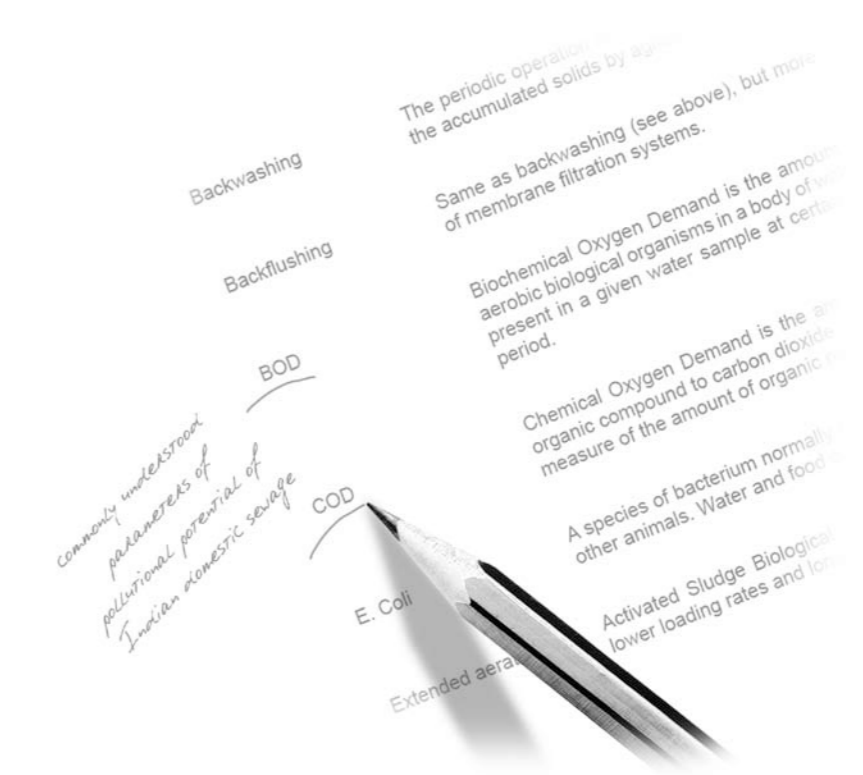 Backwashing
The periodic operation
the accumulated solids by
Backflushing
Same as backwashing (see above), but more
of membrane filtration systems.
BOD
Biochemical Oxygen Demand is the
aerobic biological organisms in a body of
present in a given water sample at
period.
COD
Chemical Oxygen Demand is the
organic compound to carbon dioxide
measure of the amount of organic
E. Coli
A species of bacterium normally
other animals. Water and food
Extended
Activated Sludge Biological
lower loading rates and
commonly understood
parameters of
pollutional potential of
Indian domestic sewage